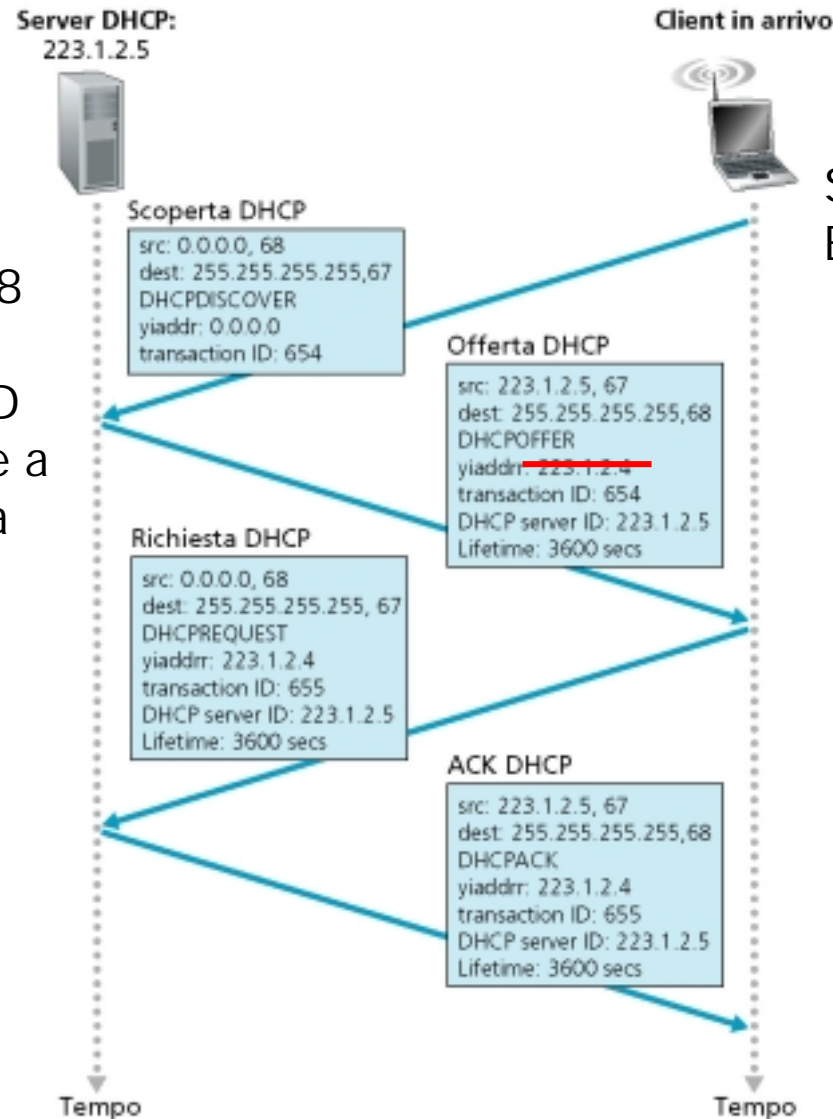 Server DHCP:
223.1.2.5
Client in arrivo
S
E
8
D
e a
a
Scoperta DHCP
src: 0.0.0.0, 68
dest: 255.255.255.255,67
DHCPDISCOVER
yiaddr: 0.0.0.0
transaction ID: 654
Offerta DHCP
src: 223.1.2.5, 67
dest: 255.255.255.255,68
DHCPOFFER
yiaddrr: 223.1.2.4
transaction ID: 654
DHCP server ID: 223.1.2.5
Lifetime: 3600 secs
Richiesta DHCP
src: 0.0.0.0, 68
dest: 255.255.255.255, 67
DHCPREQUEST
yiaddrr: 223.1.2.4
transaction ID: 655
DHCP server ID: 223.1.2.5
Lifetime: 3600 secs
ACK DHCP
src: 223.1.2.5, 67
dest: 255.255.255.255,68
DHCPACK
yiaddrr: 223.1.2.4
transaction ID: 655
DHCP server ID: 223.1.2.5
Lifetime: 3600 secs
Tempo
Tempo